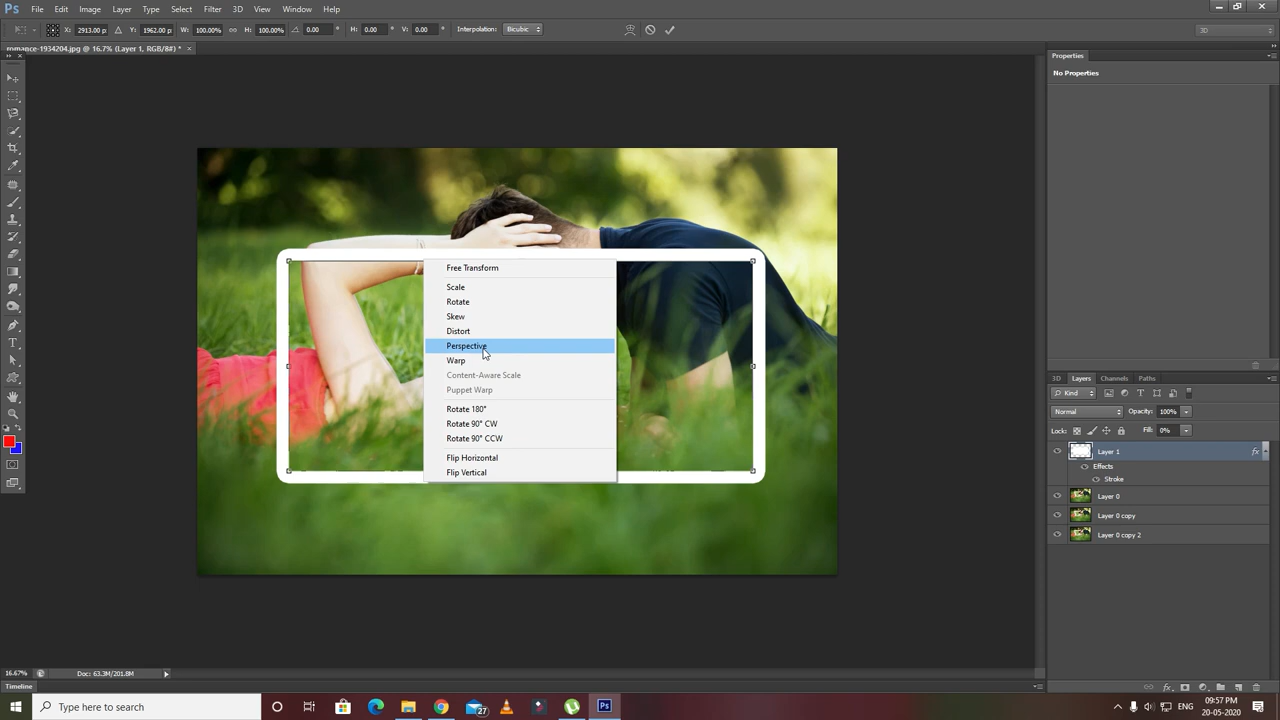 Ps File Edit Image Layer Type Select Filter 3D View Window Help
X: 2913.00 p: Y: 1962.00 p: W: 100.00% H: 100.00% 0.00 ° H: 0.00 ° V: 0.00 ° Interpolation: Bicubic 3D
romance-1934204.jpg @ 16.7% (Layer 1, RGB/8#) * ×
Properties
No Properties
Free Transform
Scale
Rotate
Skew
Distort
Perspective
Warp
Content-Aware Scale
Puppet Warp
Rotate 180°
Rotate 90° CW
Rotate 90° CCW
Flip Horizontal
Flip Vertical
3D Layers Channels Paths
Kind
Normal Opacity: 100%
Lock: Fill: 0%
Layer 1 fx
Effects
Stroke
Layer 0
Layer 0 copy
Layer 0 copy 2
16.67% Doc: 63.3M/201.8M
Timeline
Type here to search
27
Ps
ENG
09:57 PM
20-05-2020